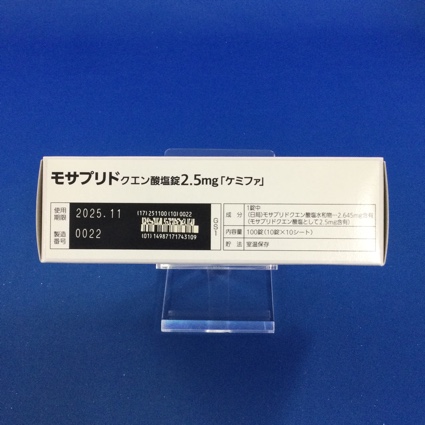 モサプリドクエン酸塩錠2.5mg「ケミファ」
使用期限 2025.11
製造番号 0022
(17)251100(10)0022
(01)14987171743109
GS1
成分 1錠中
(日局)モサプリドクエン酸塩水和物…2.645mg含有
(モサプリドクエン酸塩として2.5mg含有)
内容量 100錠(10錠×10シート)
貯法 室温保存